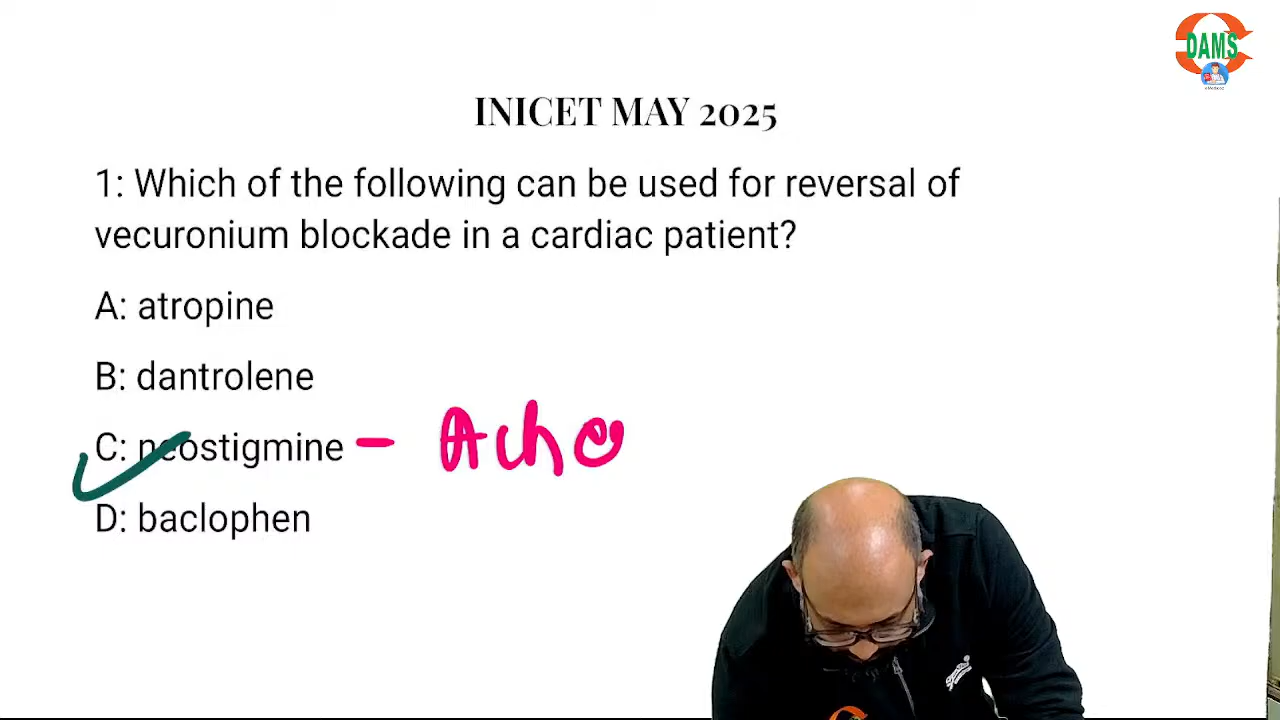 DAMS
INICET MAY 2025
1: Which of the following can be used for reversal of
vecuronium blockade in a cardiac patient?
A: atropine
B: dantrolene
C: neostigmine - Ache
D: baclophen